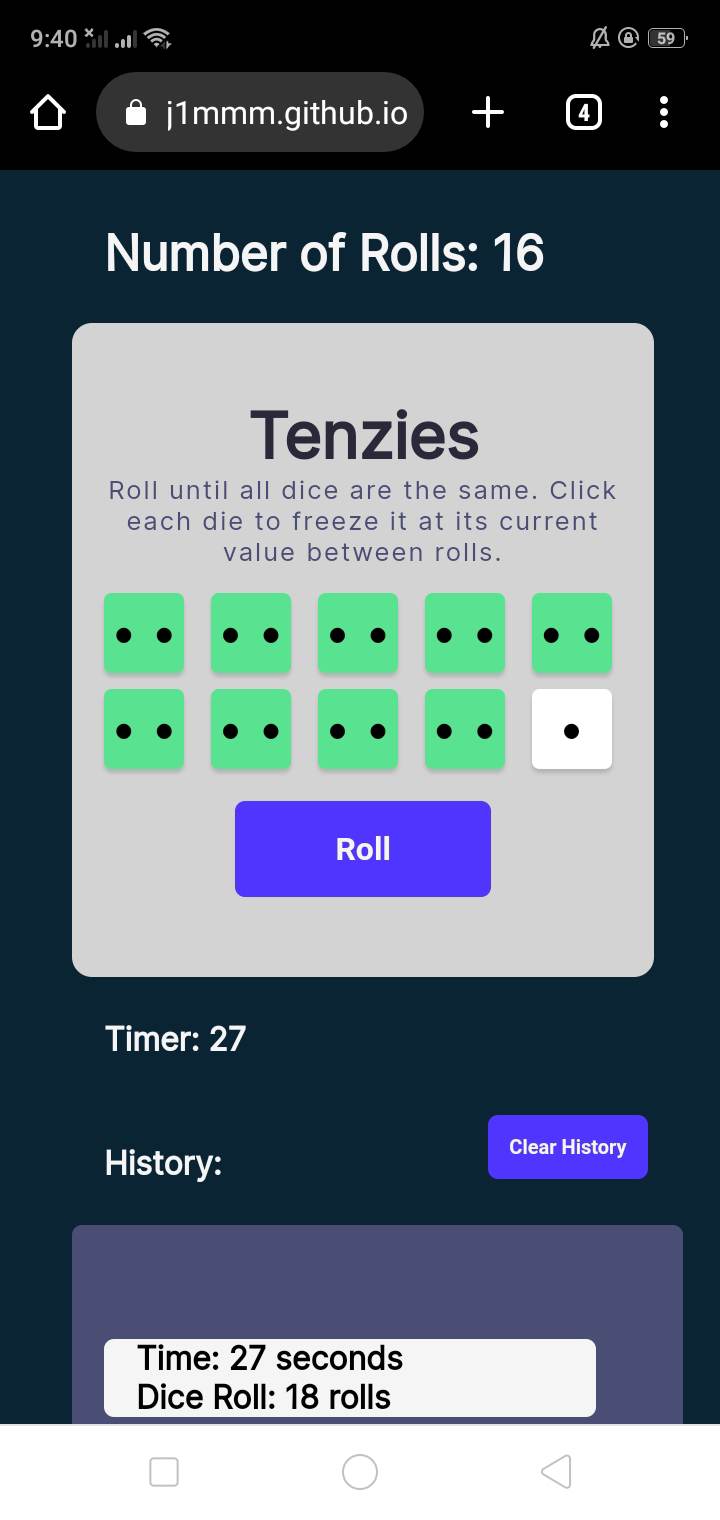 9:40
59
j1mmm.github.io
4
Number of Rolls: 16
Tenzies
Roll until all dice are the same. Click
each die to freeze it at its current
value between rolls.
Roll
Timer: 27
Clear History
History:
Time: 27 seconds
Dice Roll: 18 rolls